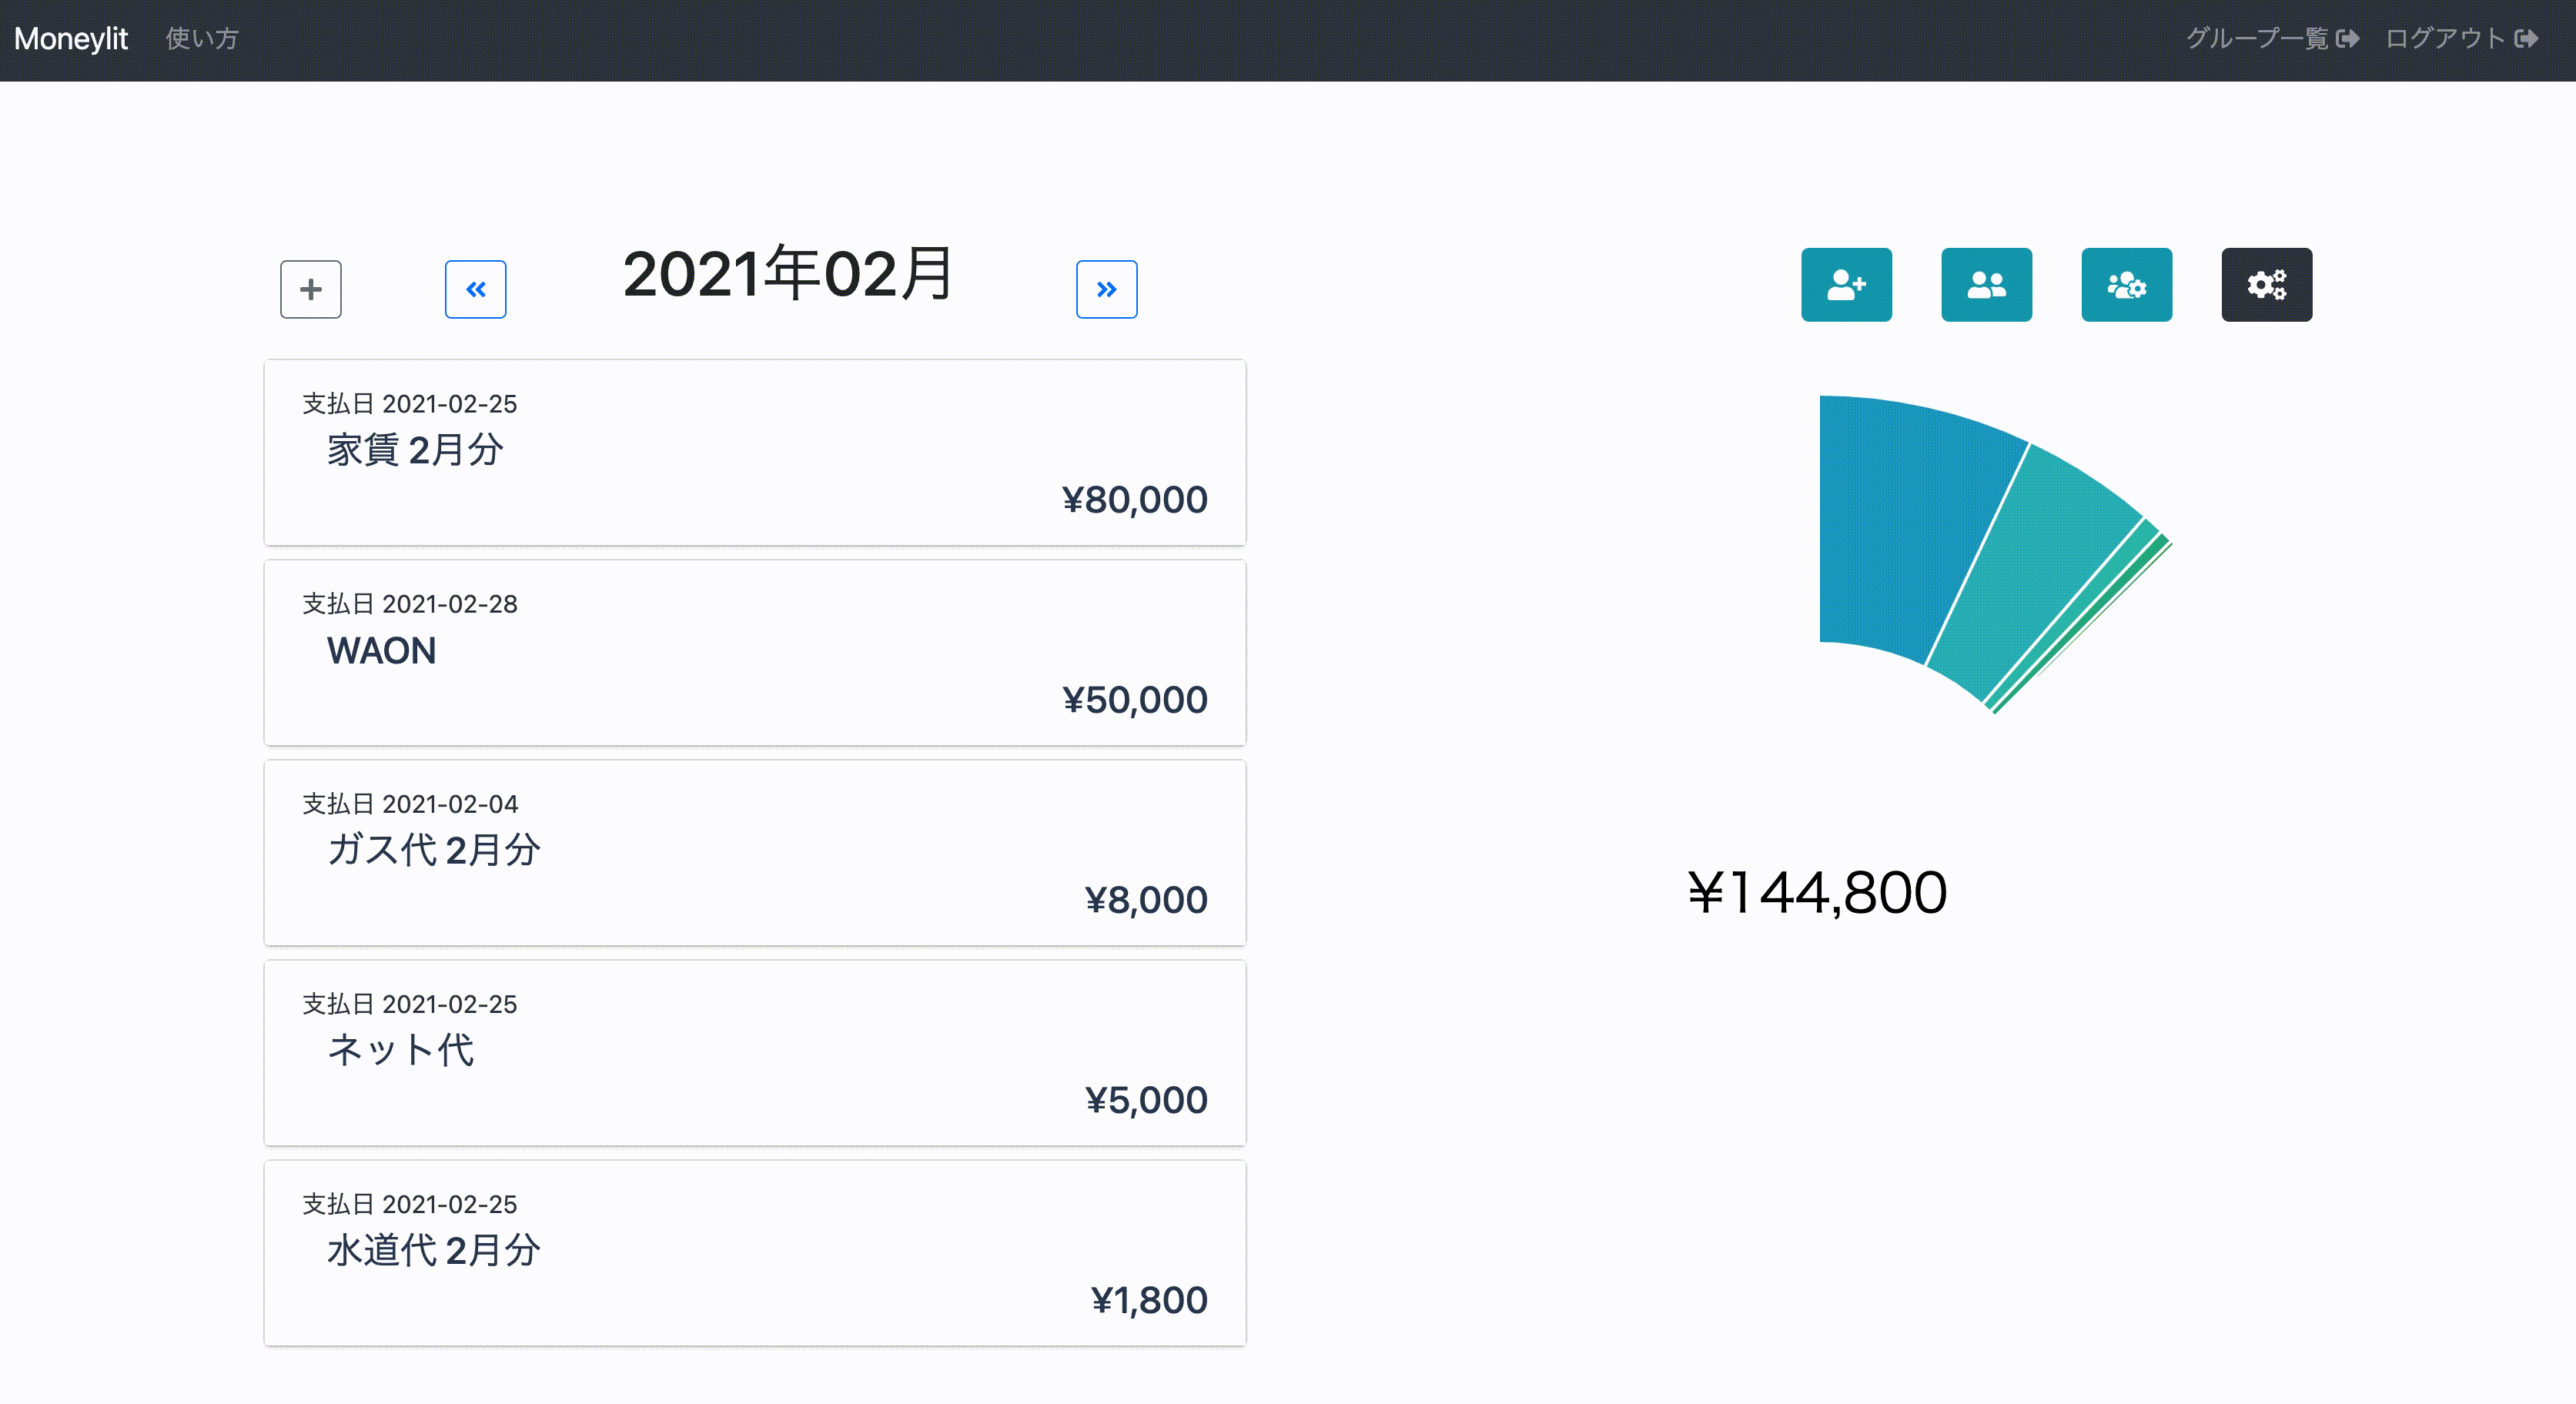 Moneylit 使い方 グループ一覧 ログアウト
2021年02月
支払日 2021-02-25
家賃 2月分
¥80,000
支払日 2021-02-28
WAON
¥50,000
支払日 2021-02-04
ガス代 2月分
¥8,000
支払日 2021-02-25
ネット代
¥5,000
支払日 2021-02-25
水道代 2月分
¥1,800
¥144,800